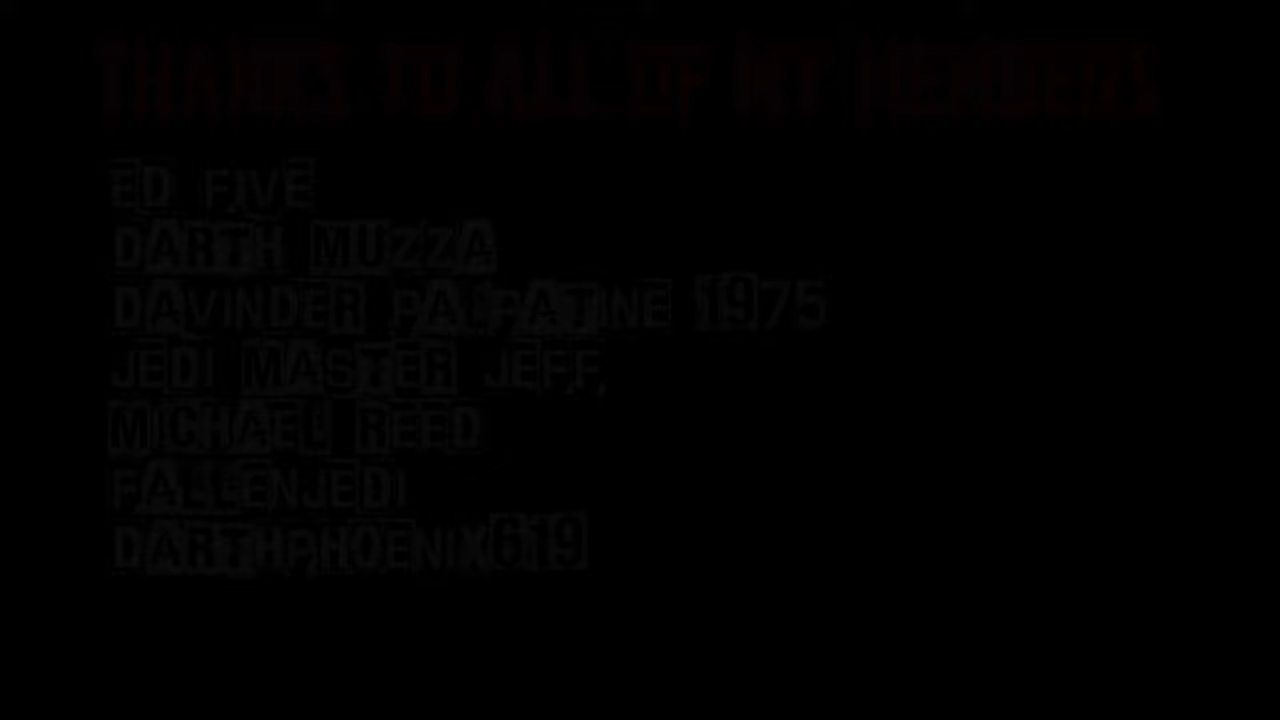 THANKS TO ALL OF MY MEMBERS
ED FIVE
DARTH MUZZA
DAVINDER PALPATINE 1975
JEDI MASTER JEFF,
MICHAEL REED
FALLENJEDI
DARTHPHOENIX619